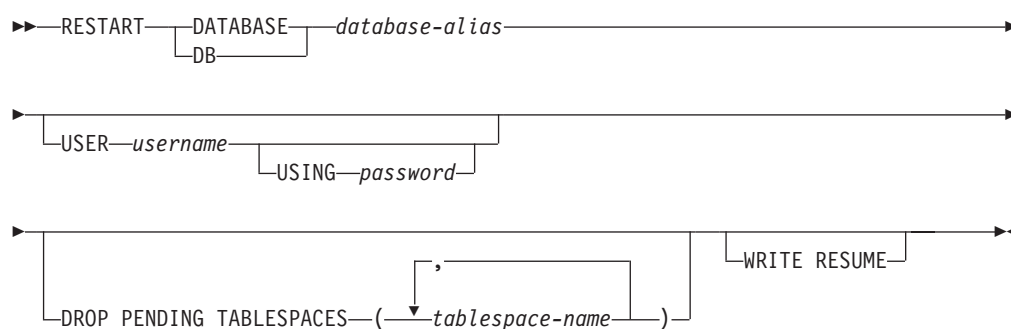 RESTART DATABASE database-alias
DB
USER username
USING password
WRITE RESUME
,
DROP PENDING TABLESPACES ( tablespace-name )